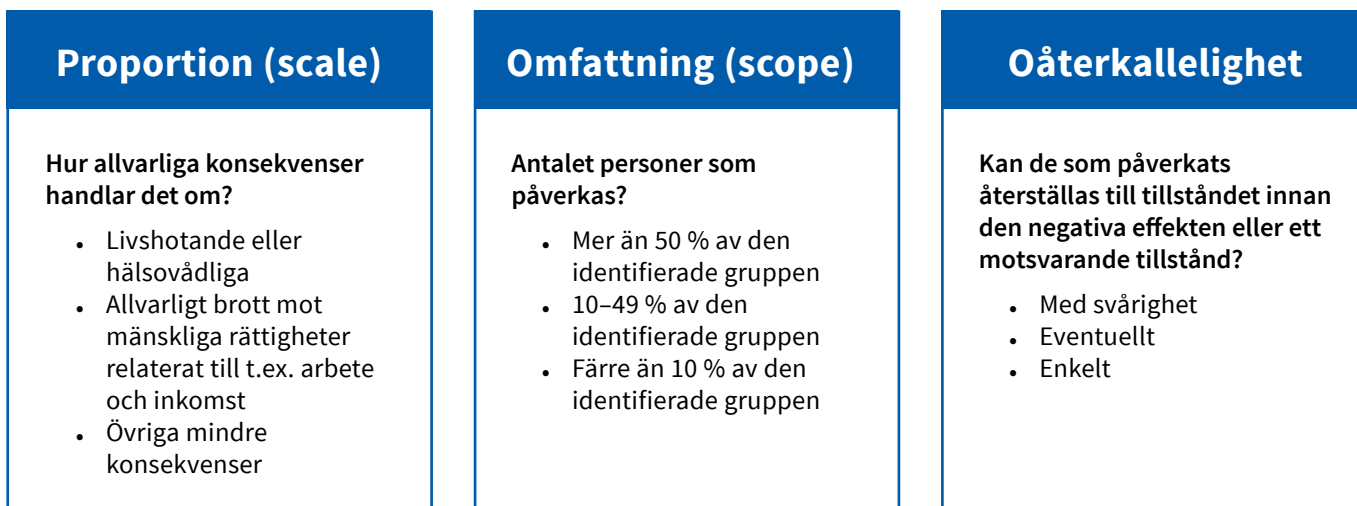 Proportion (scale)
Hur allvarliga konsekvenser
handlar det om?
• Livshotande eller
hälsovådliga
• Allvarligt brott mot
mänskliga rättigheter
relaterat till t.ex. arbete
och inkomst
• Övriga mindre
konsekvenser
Omfattning (scope)
Antalet personer som
påverkas?
• Mer än 50 % av den
identifierade gruppen
• 10–49 % av den
identifierade gruppen
• Färre än 10 % av den
identifierade gruppen
Oåterkallelighet
Kan de som påverkats
återställas till tillståndet innan
den negativa effekten eller ett
motsvarande tillstånd?
• Med svårighet
• Eventuellt
• Enkelt